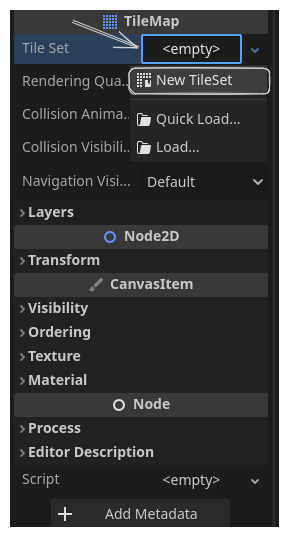 TileMap
Tile Set <empty>
Rendering Qua... New TileSet
Collision Anima... Quick Load...
Collision Visibili... Load...
Navigation Visi... Default
Layers
Node2D
Transform
CanvasItem
Visibility
Ordering
Texture
Material
Node
Process
Editor Description
Script <empty>
Add Metadata